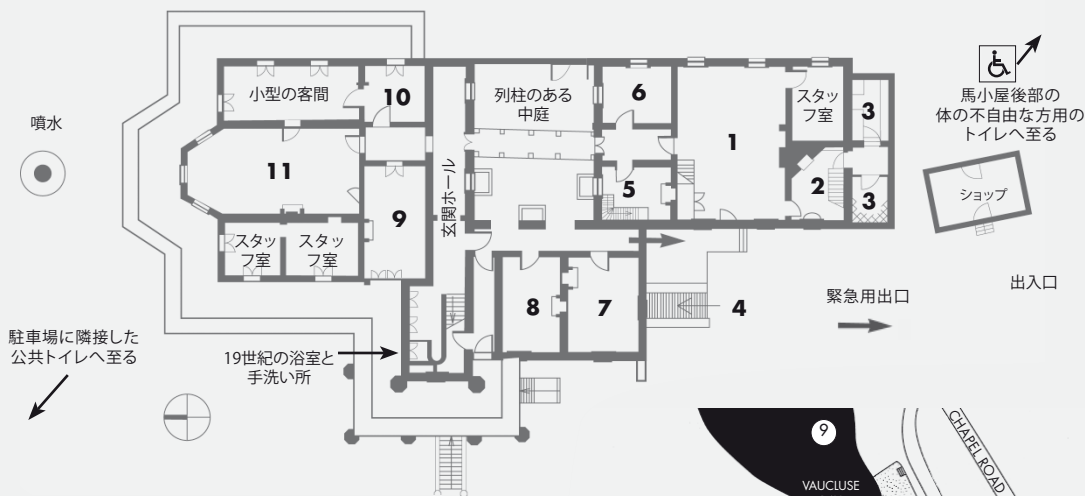 馬小屋後部の
体の不自由な方用の
トイレへ至る
噴水
小型の客間
10
列柱のある
中庭
6
1
スタッ
フ室
3
11
玄関ホール
9
5
2
3
ショップ
スタッ
フ室
スタッ
フ室
8
7
4
緊急用出口
出入口
駐車場に隣接した
公共トイレへ至る
19世紀の浴室と
手洗い所
9
VAUCLUSE
CHAPEL ROAD